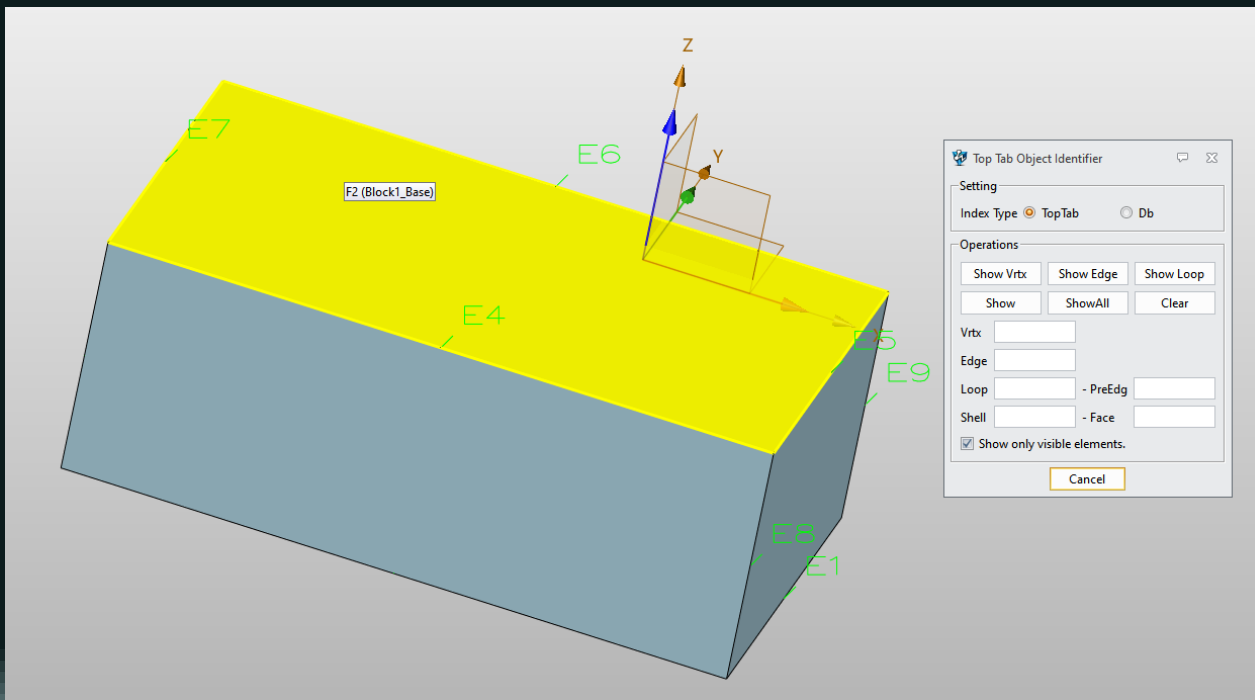 Z
Y
E7
E6
F2 (Block1_Base)
E4
X
E5
E9
E8
E1
Top Tab Object Identifier
Setting
Index Type TopTab Db
Operations
Show Vrtx Show Edge Show Loop
Show ShowAll Clear
Vrtx
Edge
Loop - PreEdg
Shell - Face
Show only visible elements.
Cancel